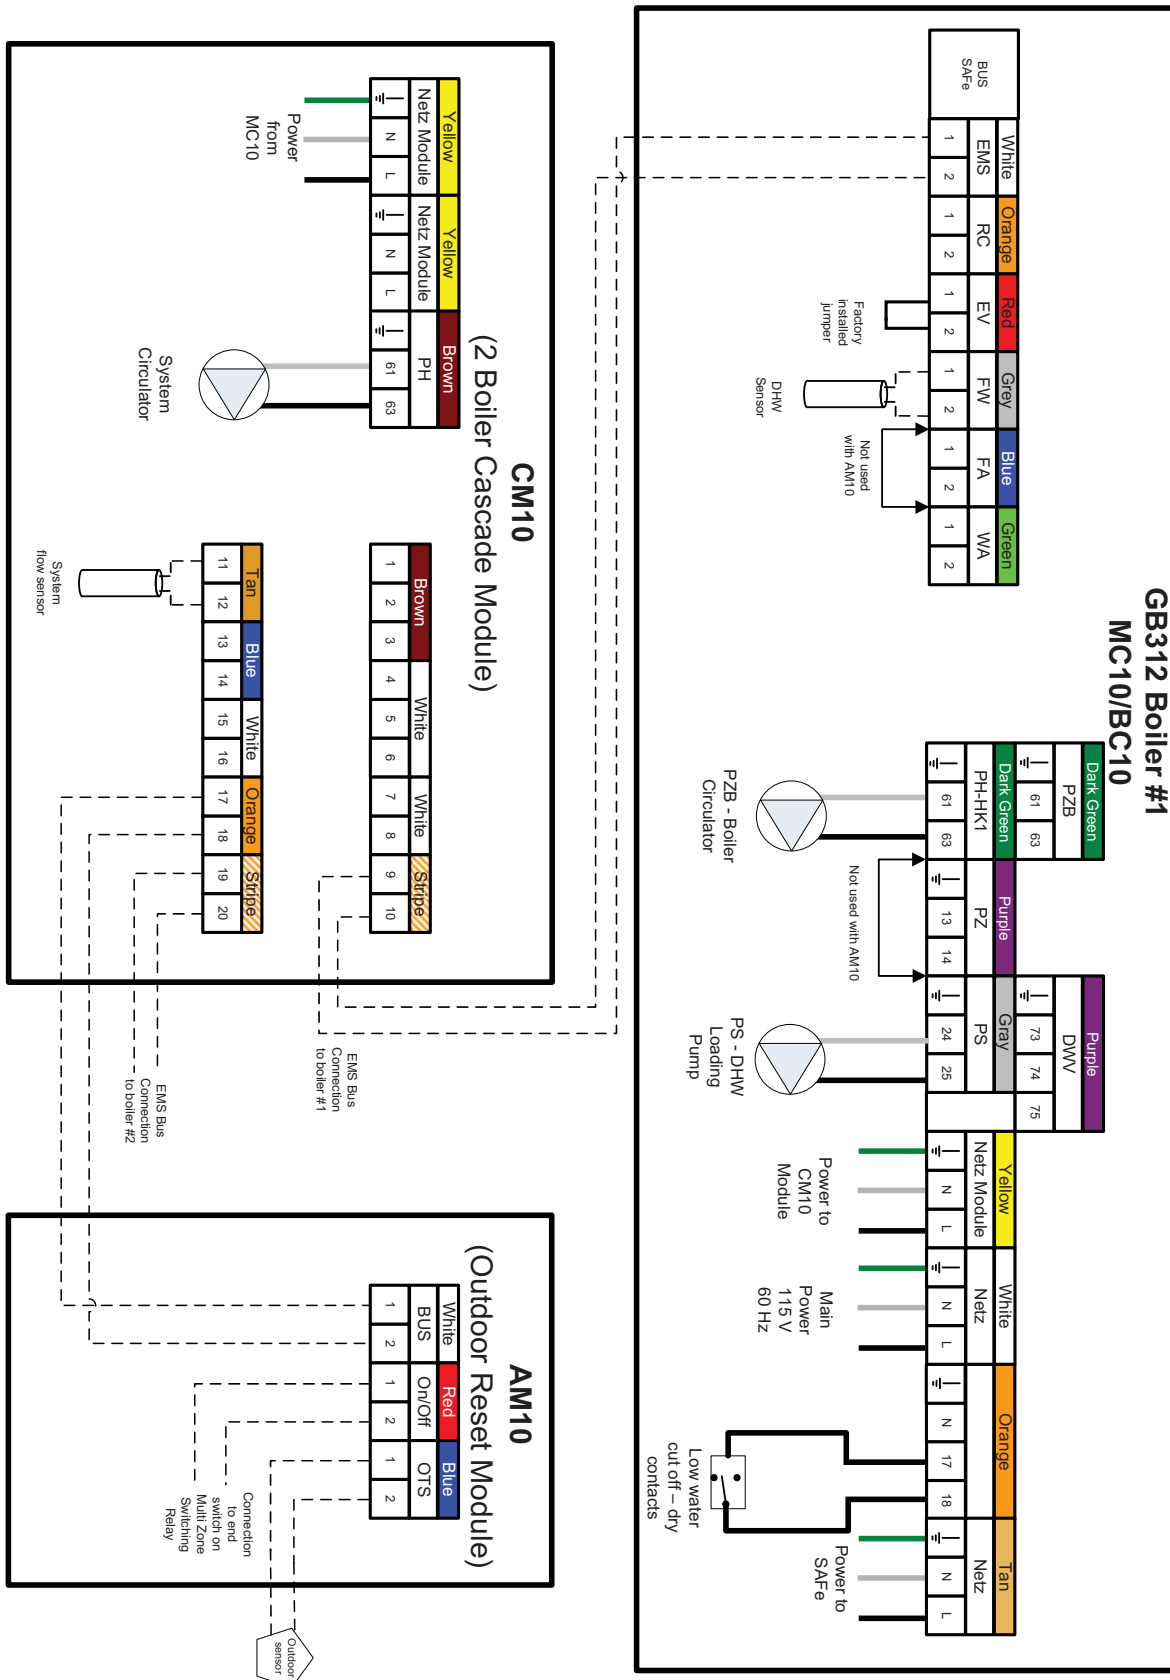 GB312 Boiler #1
MC10/BC10
BUS
SAFe
White
Orange
Red
Grey
Blue
Green
EMS
RC
EV
FW
FA
WA
1 2 1 2 1 2 1 2 1 2 1 2
Factory
installed
jumper
DHW
Sensor
Not used
with AM10
Dark Green
PZB
61 63
Purple
DWV
73 74 75
Dark Green
Purple
Gray
Yellow
White
Orange
Tan
PH-HK1
PZ
PS
Netz Module
Netz
Netz
61 63 13 14 24 25 N L N L N 17 18 N L
PZB - Boiler
Circulator
Not used with AM10
PS - DHW
Loading
Pump
Power to
CM10
Module
Main
Power
115 V
60 Hz
Low water
cut off – dry
contacts
Power to
SAFe
CM10
(2 Boiler Cascade Module)
Yellow
Yellow
Brown
Netz Module
Netz Module
PH
N L N L 61 63
Power
from
MC10
System
Circulator
Brown
White
White
Stripe
1 2 3 4 5 6 7 8 9 10
Tan
Blue
White
Orange
Stripe
11 12 13 14 15 16 17 18 19 20
System
flow sensor
EMS Bus
Connection
to boiler #1
EMS Bus
Connection
to boiler #2
AM10
(Outdoor Reset Module)
White
Red
Blue
BUS
On/Off
OTS
1 2 1 2 1 2
Connection
to end
switch on
Multi Zone
Switching
Relay
Outdoor
sensor